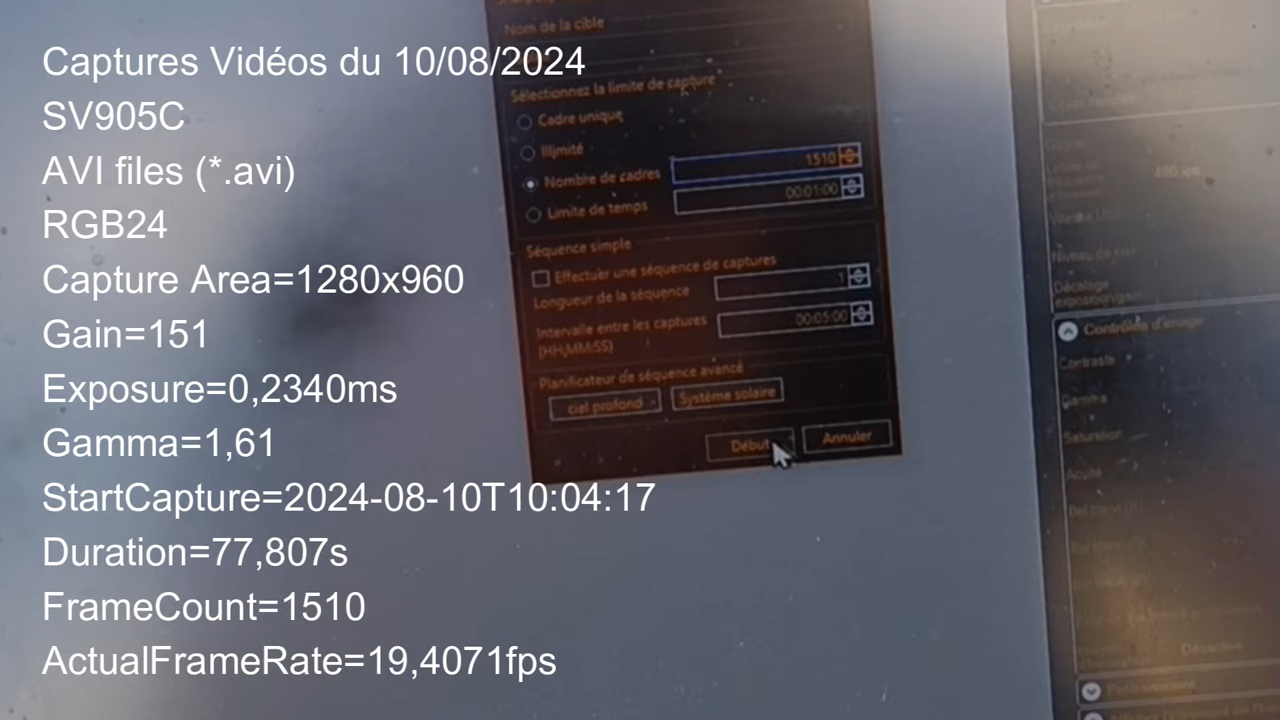 Captures Vidéos du 10/08/2024
SV905C
AVI files (*.avi)
RGB24
Capture Area=1280x960
Gain=151
Exposure=0,2340ms
Gamma=1,61
StartCapture=2024-08-10T10:04:17
Duration=77,807s
FrameCount=1510
ActualFrameRate=19,4071fps
Nom de la cible
Sélectionnez la limite de capture
Cadre unique
Illimité
Nombre de cadres 1510
Limite de temps 00:01:00
Séquence simple
Effectuer une séquence de captures
Longueur de la séquence 1
Intervalle entre les captures 00:05:00
(HH:MM:SS)
Planificateur de séquence avancé
ciel profond Système solaire
Début Annuler
Décalage
Contrôles d'image
Contraste
Gamma
Saturation
Acuité
Désactivé